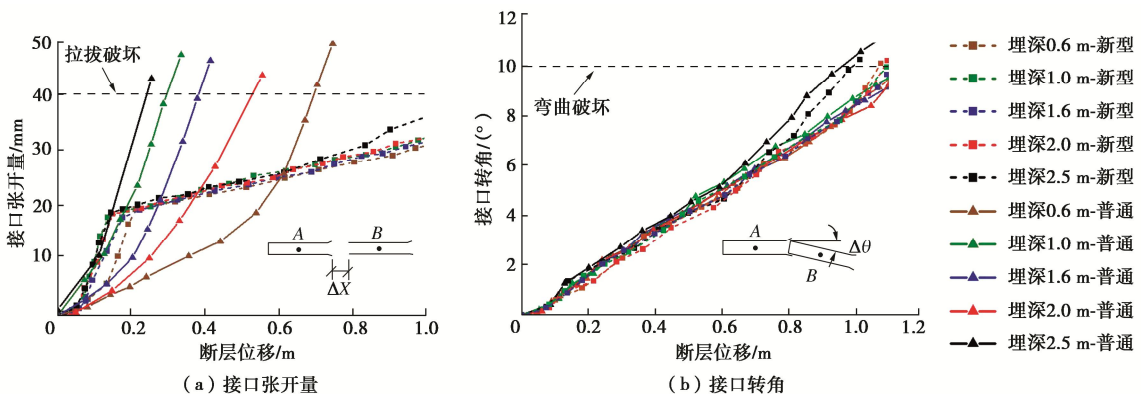 50
40
30
20
10
0
接口张开量/mm
拉拔破坏
A
B
ΔX
0.2
0.4
0.6
0.8
1.0
断层位移/m
（a）接口张开量
12
10
8
6
4
2
0
接口转角/(°)
弯曲破坏
A
B
Δθ
0.2
0.4
0.6
0.8
1.0
1.2
断层位移/m
（b）接口转角
埋深0.6 m-新型
埋深1.0 m-新型
埋深1.6 m-新型
埋深2.0 m-新型
埋深2.5 m-新型
埋深0.6 m-普通
埋深1.0 m-普通
埋深1.6 m-普通
埋深2.0 m-普通
埋深2.5 m-普通